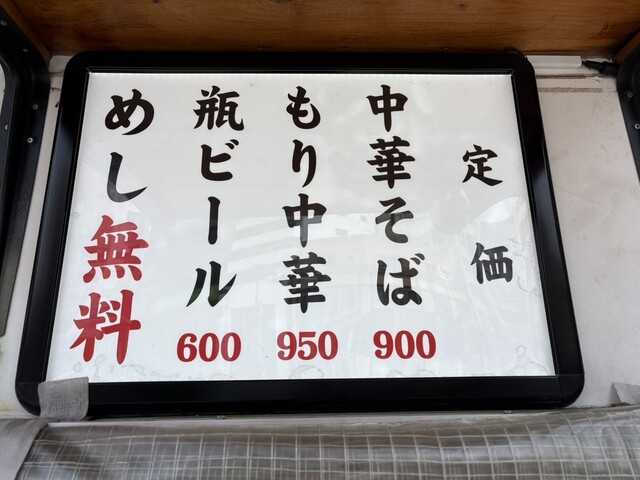 定価
中華そば 900
もり中華 950
瓶ビール 600
めし無料